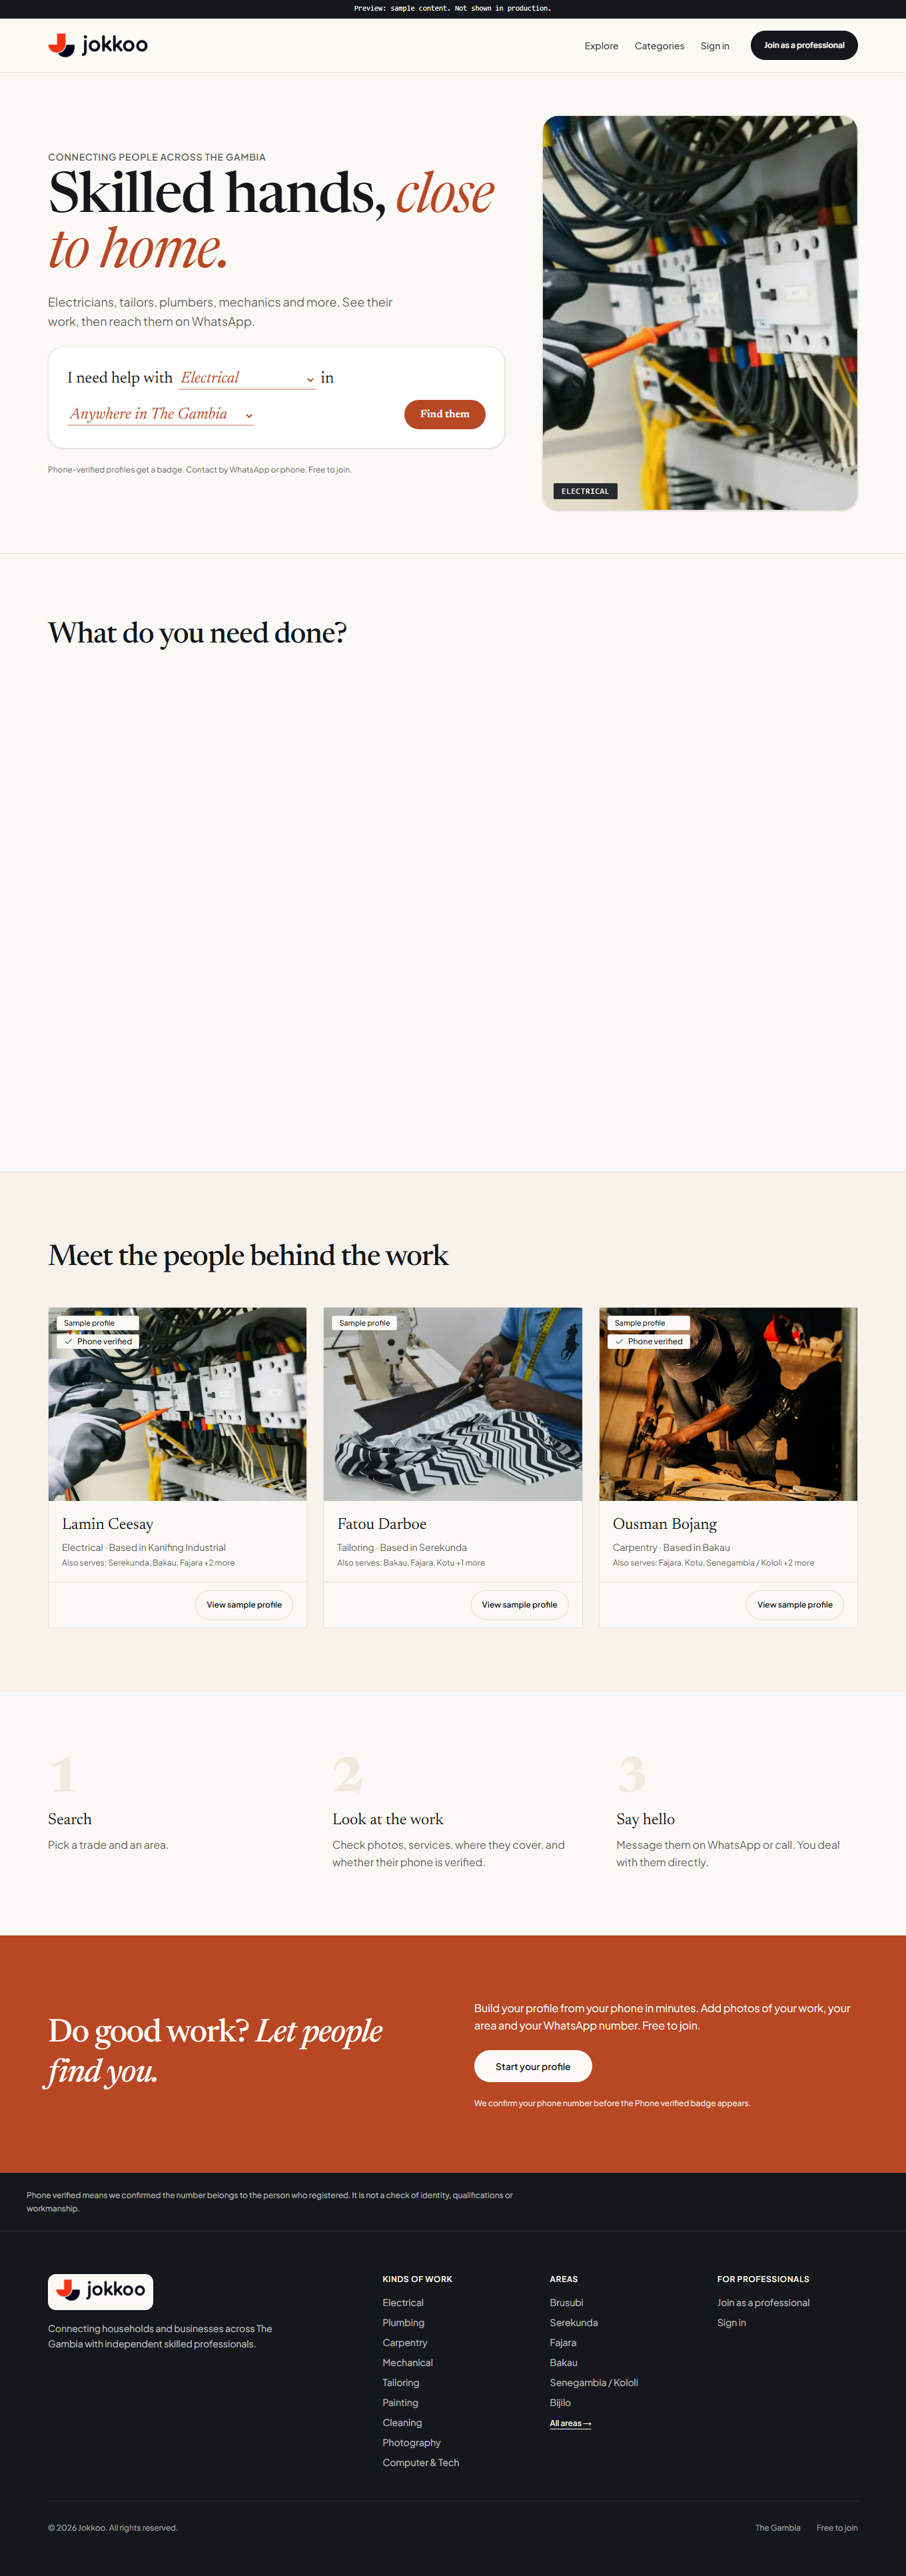 Preview: sample content. Not shown in production.
jokkoo
Explore
Categories
Sign in
Join as a professional
CONNECTING PEOPLE ACROSS THE GAMBIA
Skilled hands, close
to home.
Electricians, tailors, plumbers, mechanics and more. See their
work, then reach them on WhatsApp.
I need help with Electrical in
Anywhere in The Gambia
Find them
Phone-verified profiles get a badge. Contact by WhatsApp or phone. Free to join.
ELECTRICAL
What do you need done?
Meet the people behind the work
Sample profile
Phone verified
Lamin Ceesay
Electrical · Based in Kanifing Industrial
Also serves: Serekunda, Bakau, Fajara +2 more
View sample profile
Sample profile
Fatou Darboe
Tailoring · Based in Serekunda
Also serves: Bakau, Fajara, Kotu +1 more
View sample profile
Sample profile
Phone verified
Ousman Bojang
Carpentry · Based in Bakau
Also serves: Fajara, Kotu, Senegambia / Kololi +2 more
View sample profile
1
Search
Pick a trade and an area.
2
Look at the work
Check photos, services, where they cover, and
whether their phone is verified.
3
Say hello
Message them on WhatsApp or call. You deal
with them directly.
Do good work? Let people
find you.
Build your profile from your phone in minutes. Add photos of your work, your
area and your WhatsApp number. Free to join.
Start your profile
We confirm your phone number before the Phone verified badge appears.
Phone verified means we confirmed the number belongs to the person who registered. It is not a check of identity, qualifications or
workmanship.
jokkoo
Connecting households and businesses across The
Gambia with independent skilled professionals.
KINDS OF WORK
Electrical
Plumbing
Carpentry
Mechanical
Tailoring
Painting
Cleaning
Photography
Computer & Tech
AREAS
Brusubi
Serekunda
Fajara
Bakau
Senegambia / Kololi
Bijilo
All areas →
FOR PROFESSIONALS
Join as a professional
Sign in
© 2026 Jokkoo. All rights reserved.
The Gambia
Free to join